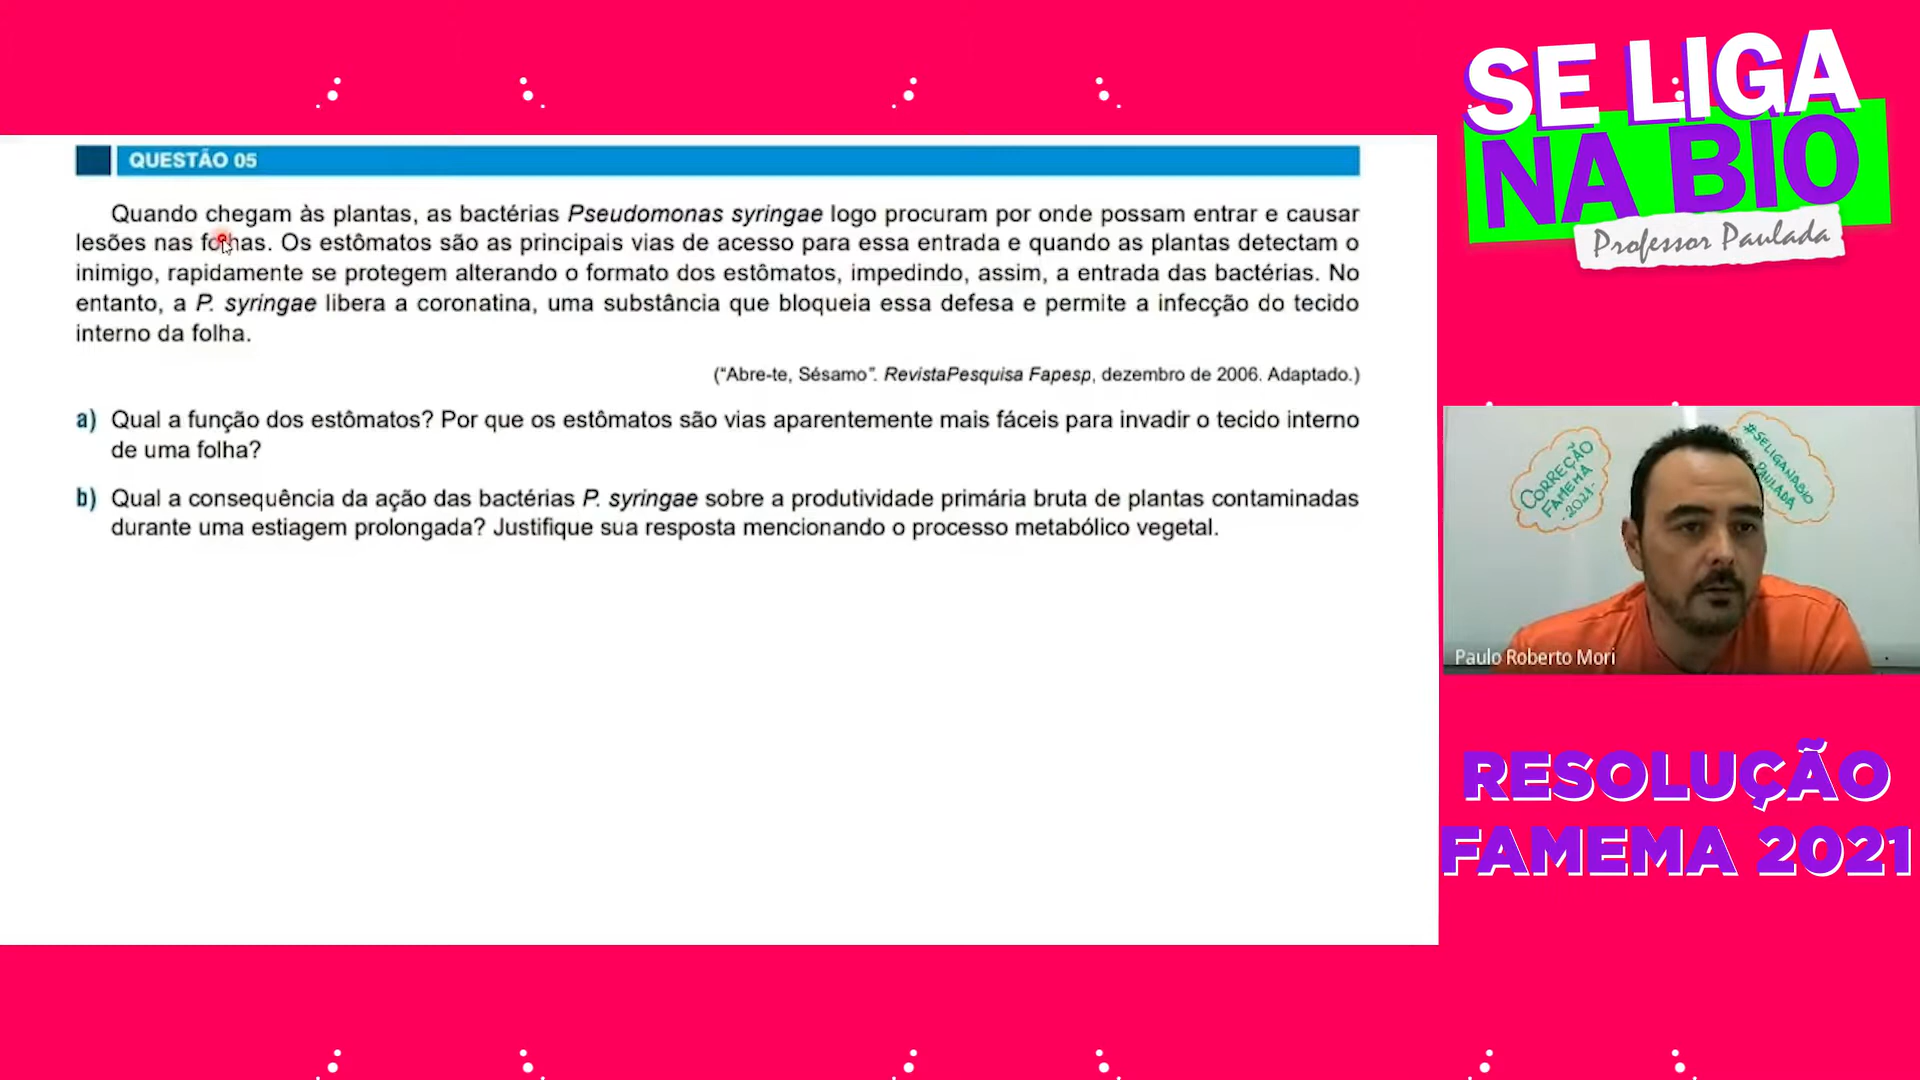 QUESTÃO 05
Quando chegam às plantas, as bactérias Pseudomonas syringae logo procuram por onde possam entrar e causar
lesões nas folhas. Os estômatos são as principais vias de acesso para essa entrada e quando as plantas detectam o
inimigo, rapidamente se protegem alterando o formato dos estômatos, impedindo, assim, a entrada das bactérias. No
entanto, a P. syringae libera a coronatina, uma substância que bloqueia essa defesa e permite a infecção do tecido
interno da folha.
("Abre-te, Sésamo". RevistaPesquisa Fapesp, dezembro de 2006. Adaptado.)
a) Qual a função dos estômatos? Por que os estômatos são vias aparentemente mais fáceis para invadir o tecido interno
de uma folha?
b) Qual a consequência da ação das bactérias P. syringae sobre a produtividade primária bruta de plantas contaminadas
durante uma estiagem prolongada? Justifique sua resposta mencionando o processo metabólico vegetal.
SE LIGA
NA BIO
Professor Paulada
CORREÇÃO
FAMEMA
-2021-
#SELIGANABIO
PAULADA
Paulo Roberto Mori
RESOLUÇÃO
FAMEMA 2021